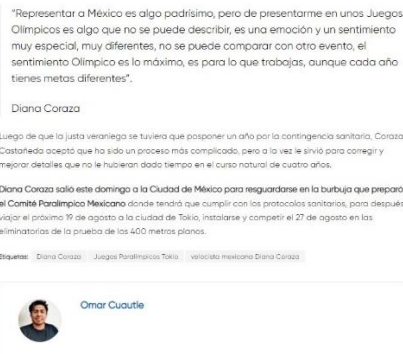 “Representar a México es algo padrísimo, pero de presentarme en unos Juegos
Olímpicos es algo que no se puede describir, es una emoción y un sentimiento
muy especial, muy diferentes, no se puede comparar con otro evento, el
sentimiento Olímpico es lo máximo, es para lo que trabajas, aunque cada año
tienes metas diferentes”.
Diana Coraza
Luego de que la justa veraniega se tuviera que posponer un año por la contingencia sanitaria, Coraza
Castañeda aceptó que ha sido un proceso más complicado, pero a la vez le sirvió para corregir y
mejorar detalles que no le hubieran dado tiempo en el curso natural de cuatro años.
Diana Coraza salió este domingo a la Ciudad de México para resguardarse en la burbuja que preparó
el Comité Paralímpico Mexicano donde tendrá que cumplir con los protocolos sanitarios, para después
viajar el próximo 19 de agosto a la ciudad de Tokio, instalarse y competir el 27 de agosto en las
eliminatorias de la prueba de los 400 metros planos.
Etiquetas: Diana Coraza Juegos Paralímpicos Tokio velocista mexicana Diana Coraza
Omar Cuautle